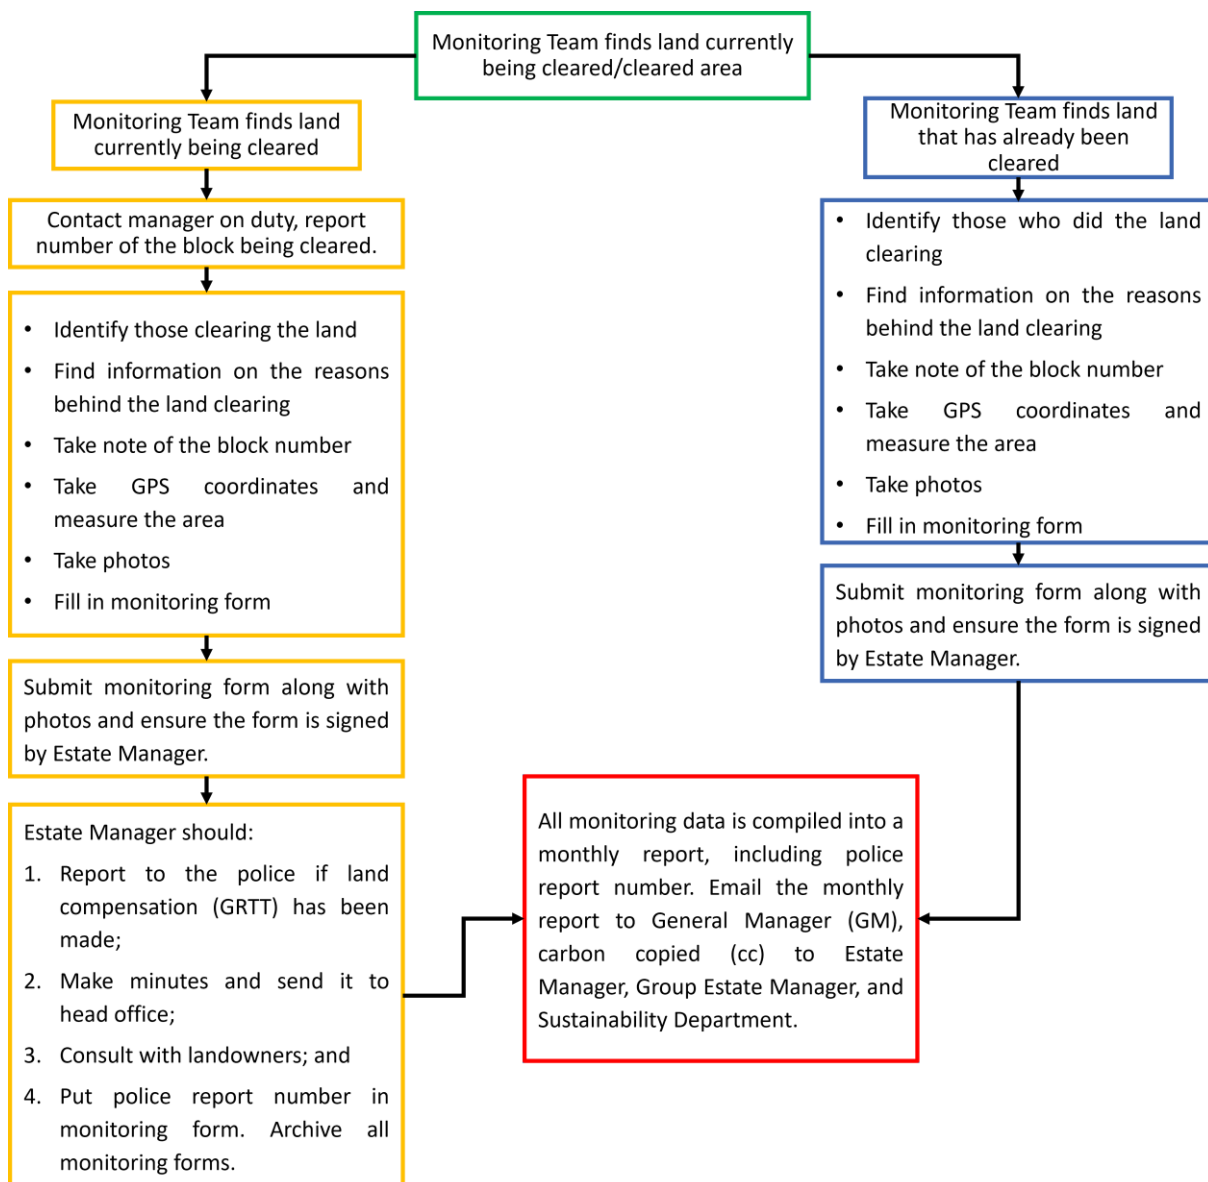 Monitoring Team finds land currently
being cleared/cleared area
Monitoring Team finds land
currently being cleared
Contact manager on duty, report
number of the block being cleared.
• Identify those clearing the land
• Find information on the reasons
behind the land clearing
• Take note of the block number
• Take GPS coordinates and
measure the area
• Take photos
• Fill in monitoring form
Submit monitoring form along with
photos and ensure the form is signed
by Estate Manager.
Estate Manager should:
1. Report to the police if land
compensation (GRTT) has been
made;
2. Make minutes and send it to
head office;
3. Consult with landowners; and
4. Put police report number in
monitoring form. Archive all
monitoring forms.
Monitoring Team finds land
that has already been
cleared
• Identify those who did the land
clearing
• Find information on the reasons
behind the land clearing
• Take note of the block number
• Take GPS coordinates and
measure the area
• Take photos
• Fill in monitoring form
Submit monitoring form along with
photos and ensure the form is signed
by Estate Manager.
All monitoring data is compiled into a
monthly report, including police
report number. Email the monthly
report to General Manager (GM),
carbon copied (cc) to Estate
Manager, Group Estate Manager, and
Sustainability Department.